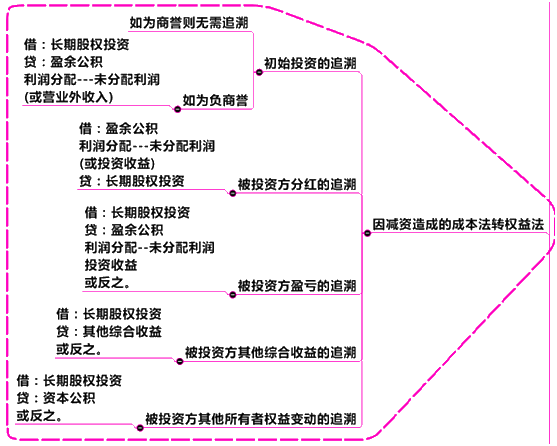 因减资造成的成本法转权益法
初始投资的追溯
如为商誉则无需追溯
如为负商誉
借：长期股权投资
贷：盈余公积
利润分配---未分配利润
(或营业外收入)
被投资方分红的追溯
借：盈余公积
利润分配---未分配利润
(或投资收益)
贷：长期股权投资
被投资方盈亏的追溯
借：长期股权投资
贷：盈余公积
利润分配--未分配利润
投资收益
或反之。
被投资方其他综合收益的追溯
借：长期股权投资
贷：其他综合收益
或反之。
被投资方其他所有者权益变动的追溯
借：长期股权投资
贷：资本公积
或反之。